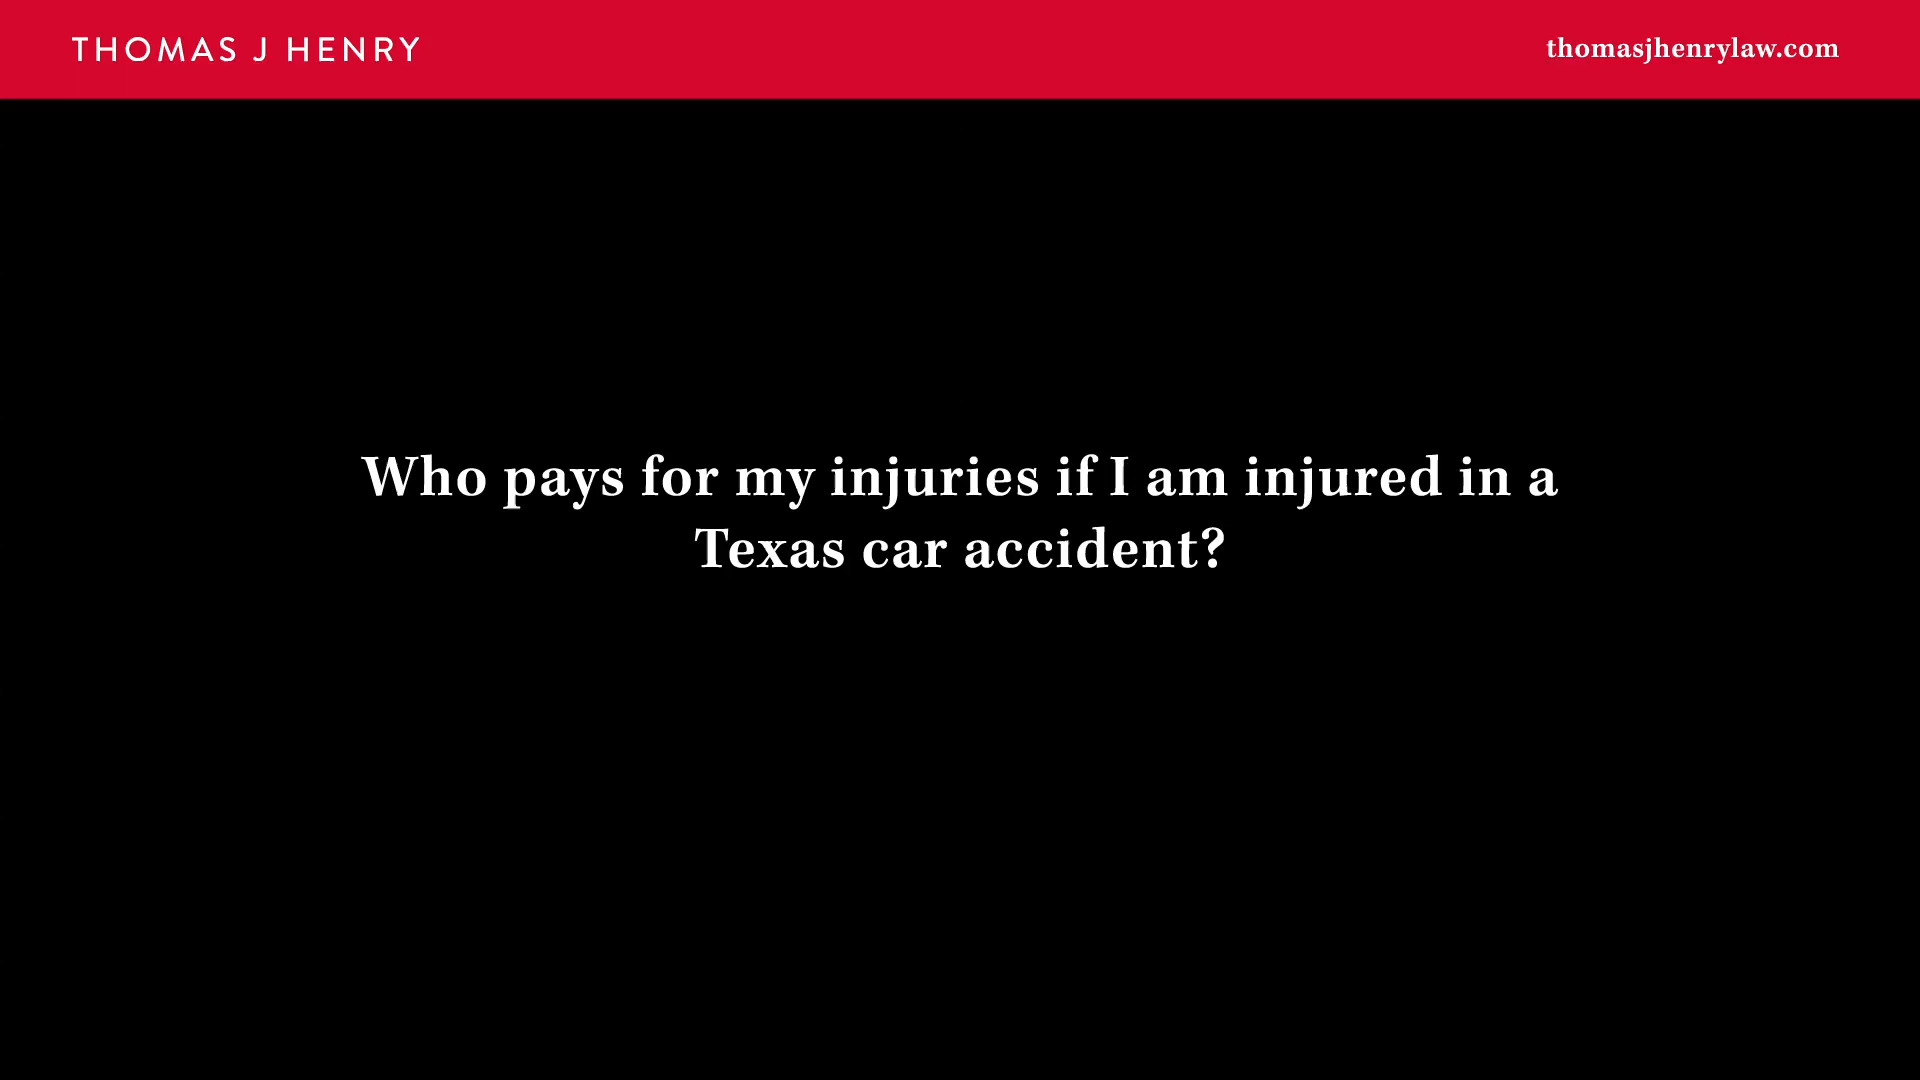 THOMAS J HENRY
thomasjhenrylaw.com
Who pays for my injuries if I am injured in a
Texas car accident?